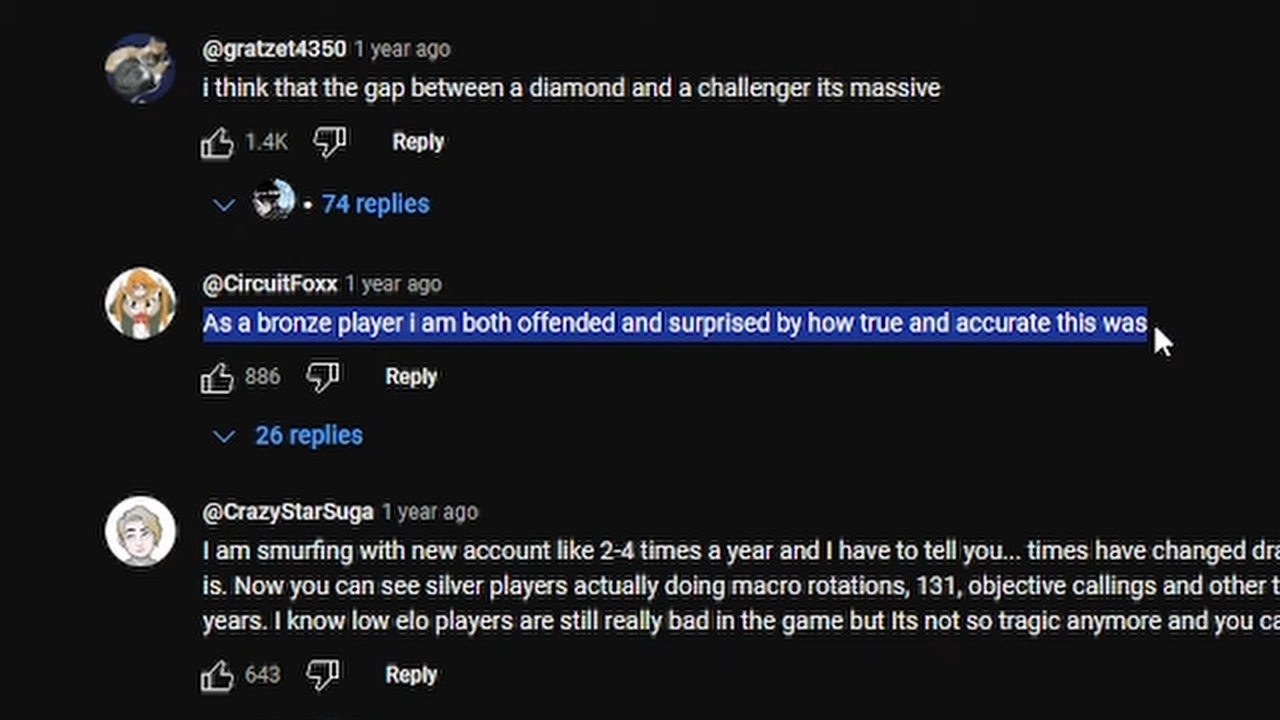 @gratzet4350 1 year ago
i think that the gap between a diamond and a challenger its massive
1.4K Reply
• 74 replies
@CircuitFoxx 1 year ago
As a bronze player i am both offended and surprised by how true and accurate this was
886 Reply
26 replies
@CrazyStarSuga 1 year ago
I am smurfing with new account like 2-4 times a year and I have to tell you... times have changed
is. Now you can see silver players actually doing macro rotations, 131, objective callings and other
years. I know low elo players are still really bad in the game but Its not so tragic anymore and you
643 Reply